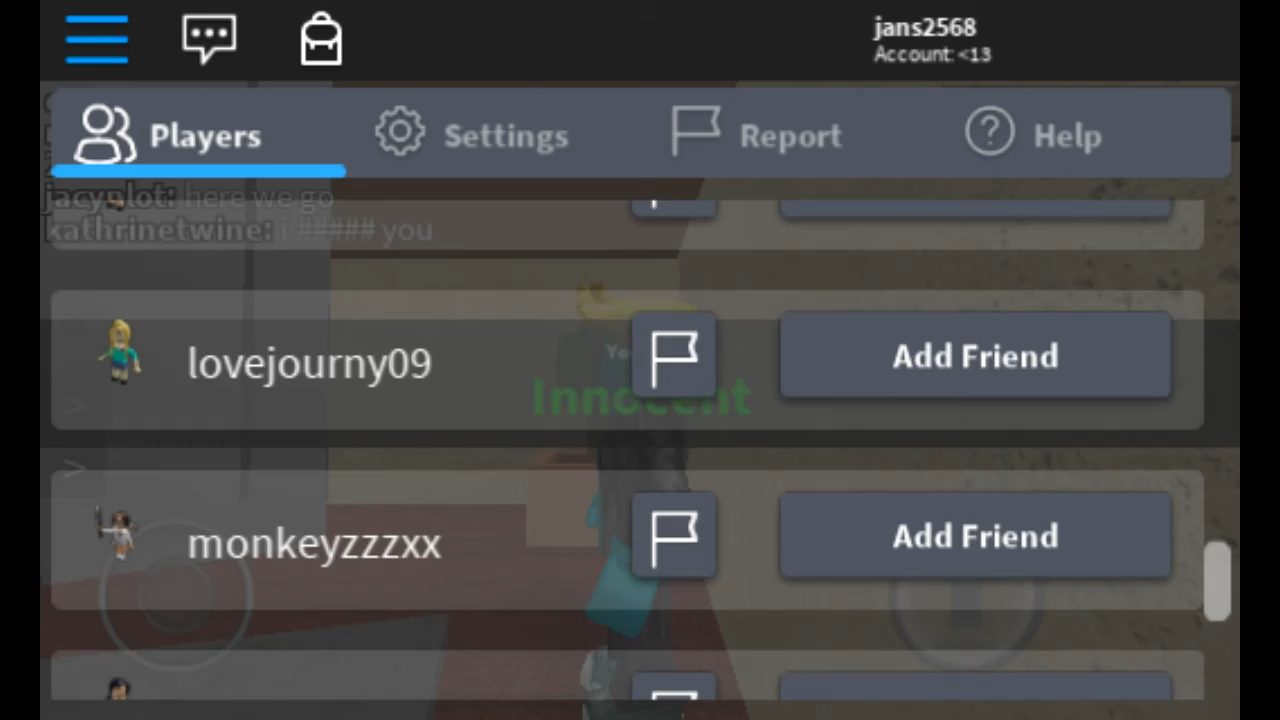 jans2568
Account: <13
Players
Settings
Report
Help
jacyplot: here we go
kathrinetwine: i ##### you
lovejourny09
Add Friend
Innocent
monkeyzzzxx
Add Friend